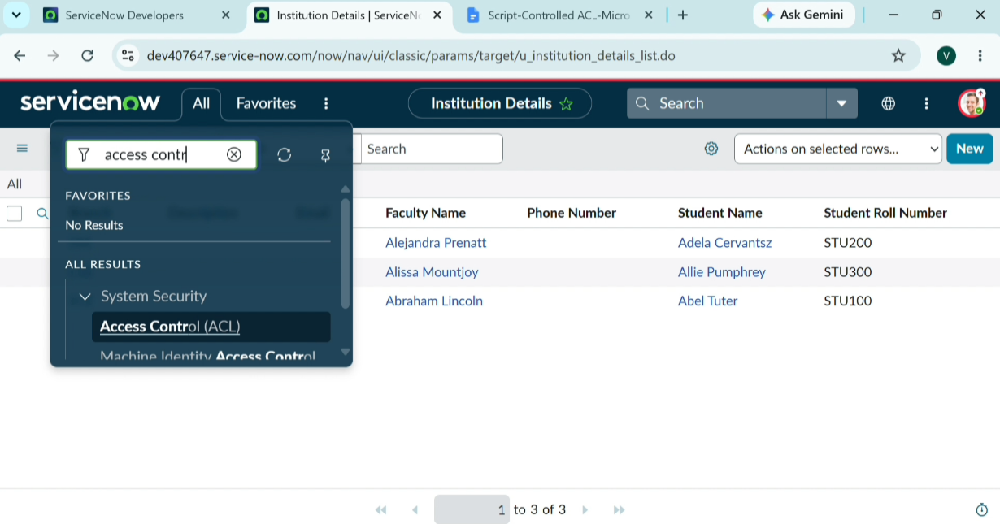 ServiceNow Developers
Institution Details | ServiceNo
Script-Controlled ACL-Micro
Ask Gemini
dev407647.service-now.com/now/nav/ui/classic/params/target/u_institution_details_list.do
V
servicenow
All
Favorites
Institution Details
Search
access contr
Search
Actions on selected rows...
New
All
FAVORITES
No Results
Faculty Name Phone Number Student Name Student Roll Number
Alejandra Prenatt Adela Cervantsz STU200
ALL RESULTS
Alissa Mountjoy Allie Pumphrey STU300
System Security
Abraham Lincoln Abel Tuter STU100
Access Control (ACL)
Machine Identity Access Control
1 to 3 of 3